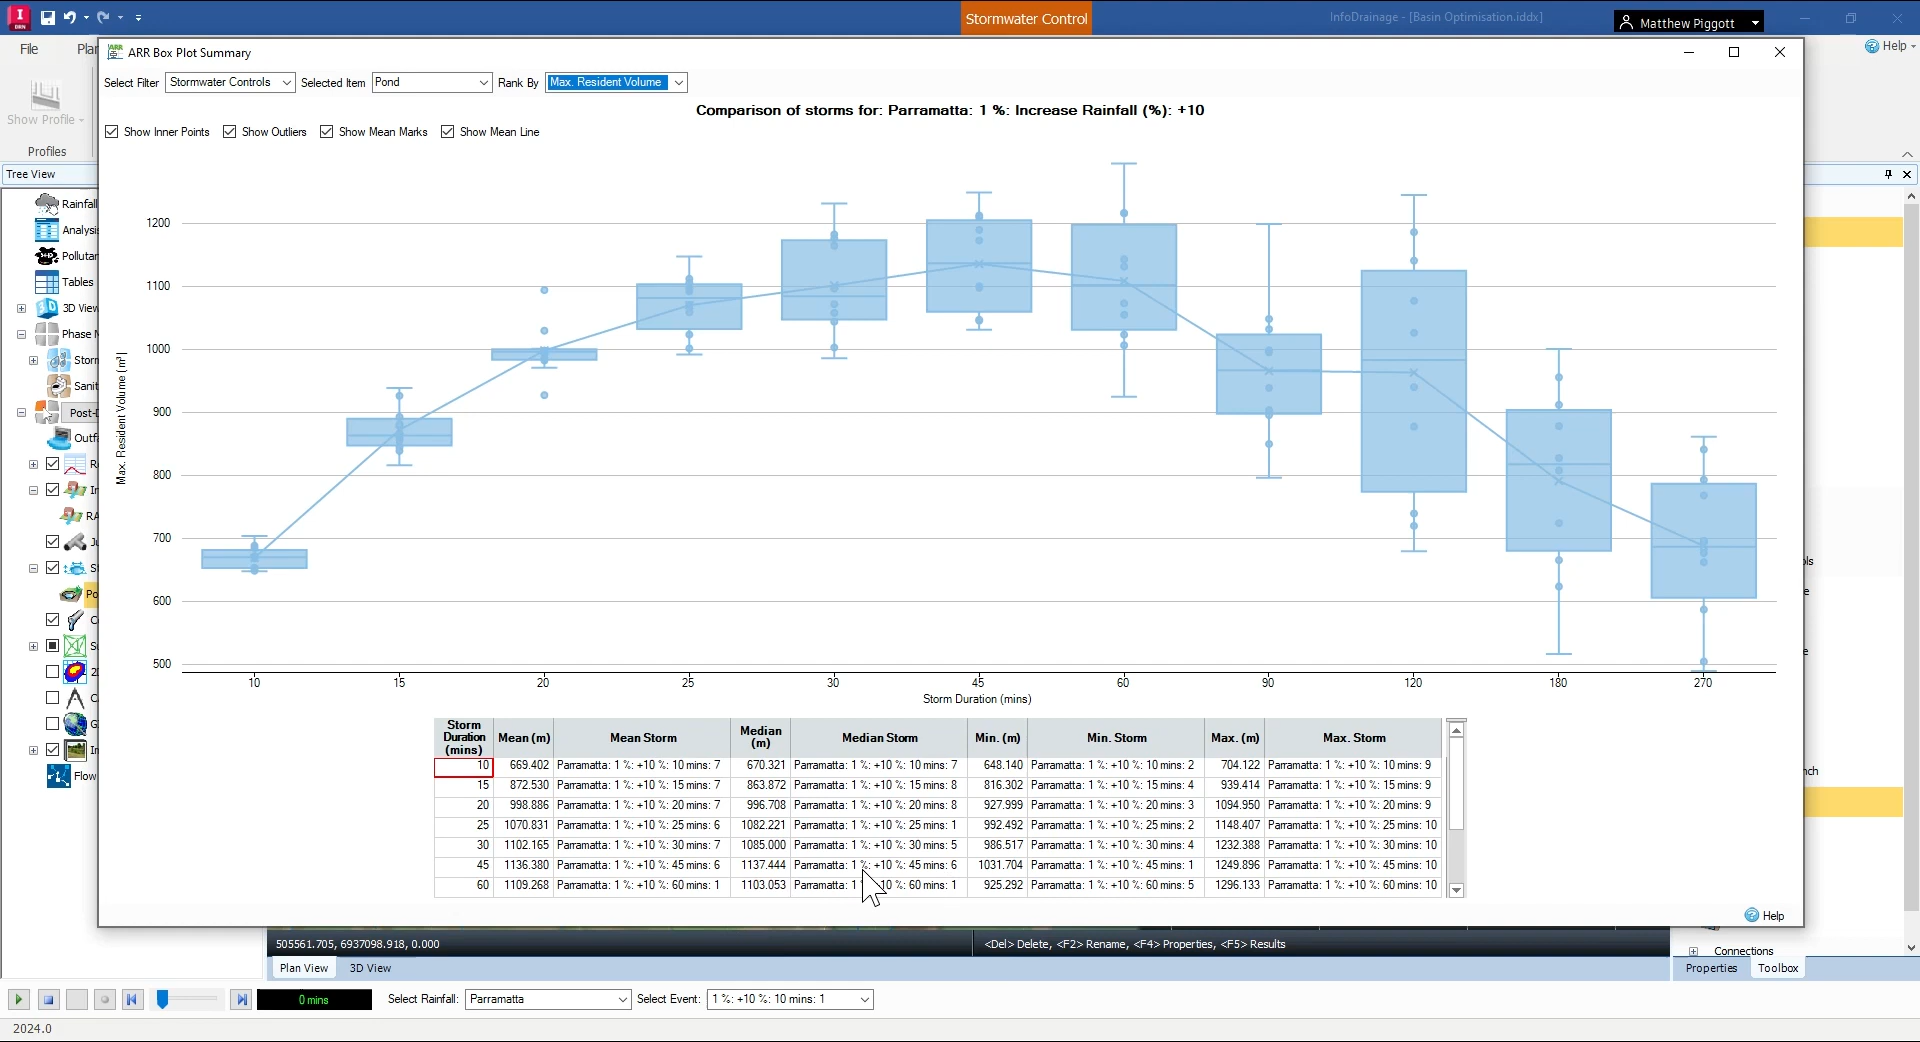 Stormwater Control
InfoDrainage - [Basin Optimisation.iddx]
Matthew Piggott
File
Plan
Help
ARR Box Plot Summary
Select Filter Stormwater Controls Selected Item Pond Rank By Max. Resident Volume
Comparison of storms for: Parramatta: 1 %: Increase Rainfall (%): +10
Show Inner Points Show Outliers Show Mean Marks Show Mean Line
Show Profile
Profiles
Tree View
Rainfall
Analysis
Pollutan
Tables
3D View
Phase M
Storm
Sanit
Post-D
Outfa
R
In
RA
Ju
St
Po
C
S
2D
C
G
In
Flow
Max. Resident Volume (m³)
1200
1100
1000
900
800
700
600
500
10 15 20 25 30 45 60 90 120 180 270
Storm Duration (mins)
Storm Duration (mins) Mean (m) Mean Storm Median (m) Median Storm Min. (m) Min. Storm Max. (m) Max. Storm
10 669.402 Parramatta: 1 %: +10 %: 10 mins: 7 670.321 Parramatta: 1 %: +10 %: 10 mins: 7 648.140 Parramatta: 1 %: +10 %: 10 mins: 2 704.122 Parramatta: 1 %: +10 %: 10 mins: 9
15 872.530 Parramatta: 1 %: +10 %: 15 mins: 7 863.872 Parramatta: 1 %: +10 %: 15 mins: 8 816.302 Parramatta: 1 %: +10 %: 15 mins: 4 939.414 Parramatta: 1 %: +10 %: 15 mins: 9
20 998.886 Parramatta: 1 %: +10 %: 20 mins: 7 996.708 Parramatta: 1 %: +10 %: 20 mins: 8 927.999 Parramatta: 1 %: +10 %: 20 mins: 3 1094.950 Parramatta: 1 %: +10 %: 20 mins: 9
25 1070.831 Parramatta: 1 %: +10 %: 25 mins: 6 1082.221 Parramatta: 1 %: +10 %: 25 mins: 1 992.492 Parramatta: 1 %: +10 %: 25 mins: 2 1148.407 Parramatta: 1 %: +10 %: 25 mins: 10
30 1102.165 Parramatta: 1 %: +10 %: 30 mins: 7 1085.000 Parramatta: 1 %: +10 %: 30 mins: 5 986.517 Parramatta: 1 %: +10 %: 30 mins: 4 1232.388 Parramatta: 1 %: +10 %: 30 mins: 10
45 1136.380 Parramatta: 1 %: +10 %: 45 mins: 6 1137.444 Parramatta: 1 %: +10 %: 45 mins: 6 1031.704 Parramatta: 1 %: +10 %: 45 mins: 1 1249.896 Parramatta: 1 %: +10 %: 45 mins: 10
60 1109.268 Parramatta: 1 %: +10 %: 60 mins: 1 1103.053 Parramatta: 1 10 %: 60 mins: 1 925.292 Parramatta: 1 %: +10 %: 60 mins: 5 1296.133 Parramatta: 1 %: +10 %: 60 mins: 10
Help
ols
e
e
nch
505561.705, 6937098.918, 0.000
<Del> Delete, <F2> Rename, <F4> Properties, <F5> Results
Connections
Plan View 3D View
Properties Toolbox
0 mins
Select Rainfall: Parramatta Select Event: 1 %: +10 %: 10 mins: 1
2024.0